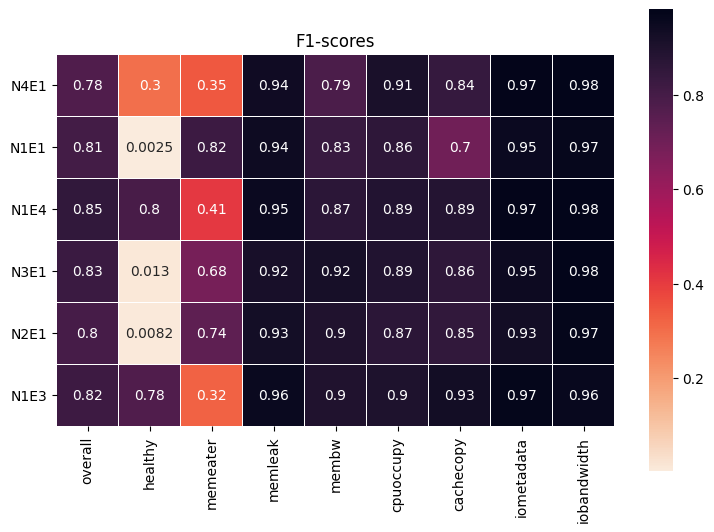 F1-scores
N4E1 0.78 0.3 0.35 0.94 0.79 0.91 0.84 0.97 0.98
N1E1 0.81 0.0025 0.82 0.94 0.83 0.86 0.7 0.95 0.97
N1E4 0.85 0.8 0.41 0.95 0.87 0.89 0.89 0.97 0.98
N3E1 0.83 0.013 0.68 0.92 0.92 0.89 0.86 0.95 0.98
N2E1 0.8 0.0082 0.74 0.93 0.9 0.87 0.85 0.93 0.97
N1E3 0.82 0.78 0.32 0.96 0.9 0.9 0.93 0.97 0.96
overall healthy memeater memleak membw cpuoccupy cachecopy iometadata iobandwidth
0.8
0.6
0.4
0.2